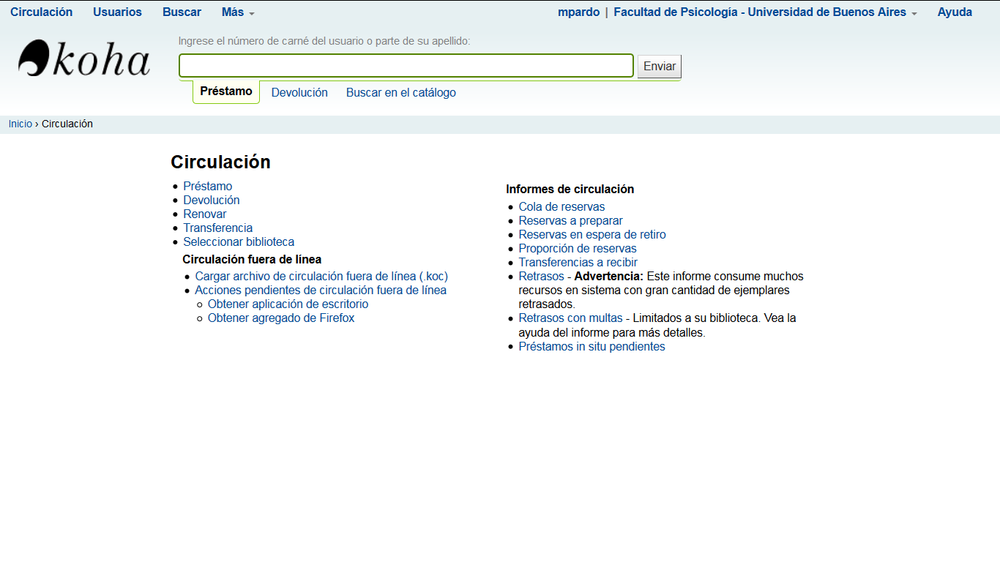 Circulación Usuarios Buscar Más mpardo | Facultad de Psicología - Universidad de Buenos Aires Ayuda
koha
Ingrese el número de carné del usuario o parte de su apellido:
Enviar
Préstamo Devolución Buscar en el catálogo
Inicio › Circulación
Circulación
• Préstamo
• Devolución
• Renovar
• Transferencia
• Seleccionar biblioteca
Circulación fuera de línea
• Cargar archivo de circulación fuera de línea (.koc)
• Acciones pendientes de circulación fuera de línea
○ Obtener aplicación de escritorio
○ Obtener agregado de Firefox
Informes de circulación
• Cola de reservas
• Reservas a preparar
• Reservas en espera de retiro
• Proporción de reservas
• Transferencias a recibir
• Retrasos - Advertencia: Este informe consume muchos
recursos en sistema con gran cantidad de ejemplares
retrasados.
• Retrasos con multas - Limitados a su biblioteca. Vea la
ayuda del informe para más detalles.
• Préstamos in situ pendientes